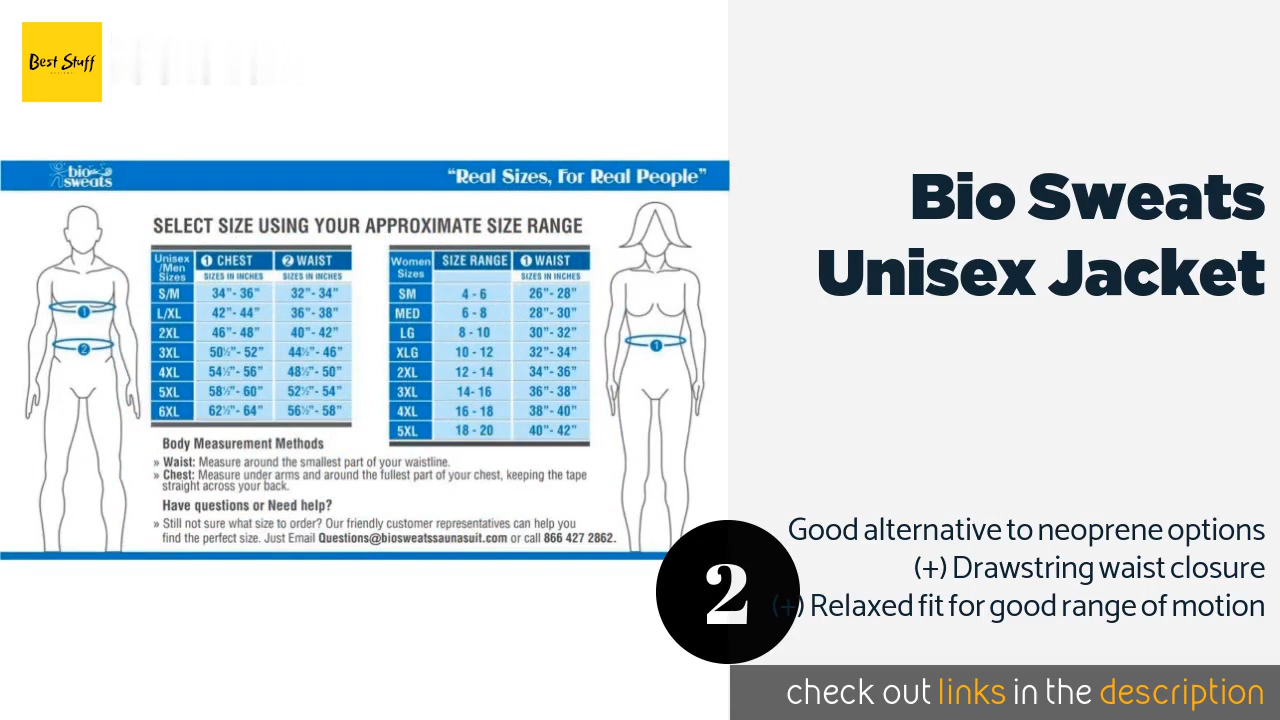 Best Stuff
bio
sweats
“Real Sizes, For Real People”
SELECT SIZE USING YOUR APPROXIMATE SIZE RANGE
Unisex /Men Sizes 1 CHEST 2 WAIST
SIZES IN INCHES SIZES IN INCHES
S/M 34"- 36" 32"- 34"
L/XL 42"- 44" 36"- 38"
2XL 46"- 48" 40"- 42"
3XL 50½"- 52" 44½"- 46"
4XL 54½"- 56" 48½"- 50"
5XL 58½"- 60" 52½"- 54"
6XL 62½"- 64" 56½"- 58"
Women Sizes SIZE RANGE 1 WAIST
SIZES IN INCHES
SM 4 - 6 26"- 28"
MED 6 - 8 28"- 30"
LG 8 - 10 30"- 32"
XLG 10 - 12 32"- 34"
2XL 12 - 14 34"- 36"
3XL 14- 16 36"- 38"
4XL 16 - 18 38"- 40"
5XL 18 - 20 40"- 42"
1
2
1
Body Measurement Methods
» Waist: Measure around the smallest part of your waistline.
» Chest: Measure under arms and around the fullest part of your chest, keeping the tape
straight across your back.
Have questions or Need help?
» Still not sure what size to order? Our friendly customer representatives can help you
find the perfect size. Just Email Questions@biosweatssaunasuit.com or call 866 427 2862.
Bio Sweats
Unisex Jacket
2
Good alternative to neoprene options
(+) Drawstring waist closure
(+) Relaxed fit for good range of motion
check out links in the description